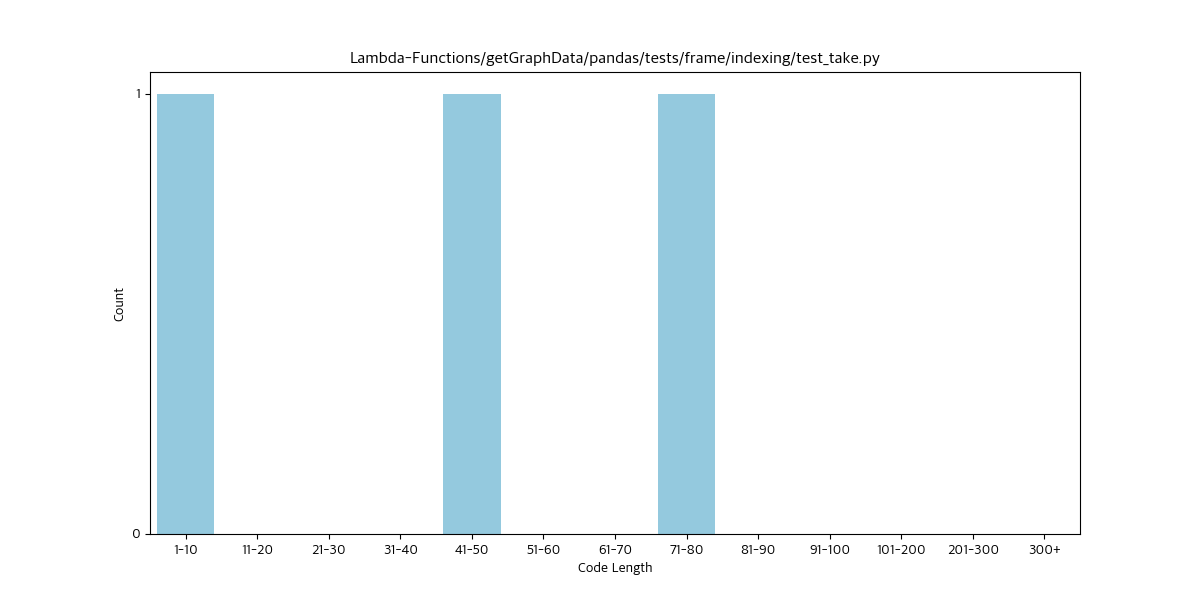 Lambda-Functions/getGraphData/pandas/tests/frame/indexing/test_take.py
1
Count
0
1-10 11-20 21-30 31-40 41-50 51-60 61-70 71-80 81-90 91-100 101-200 201-300 300+
Code Length